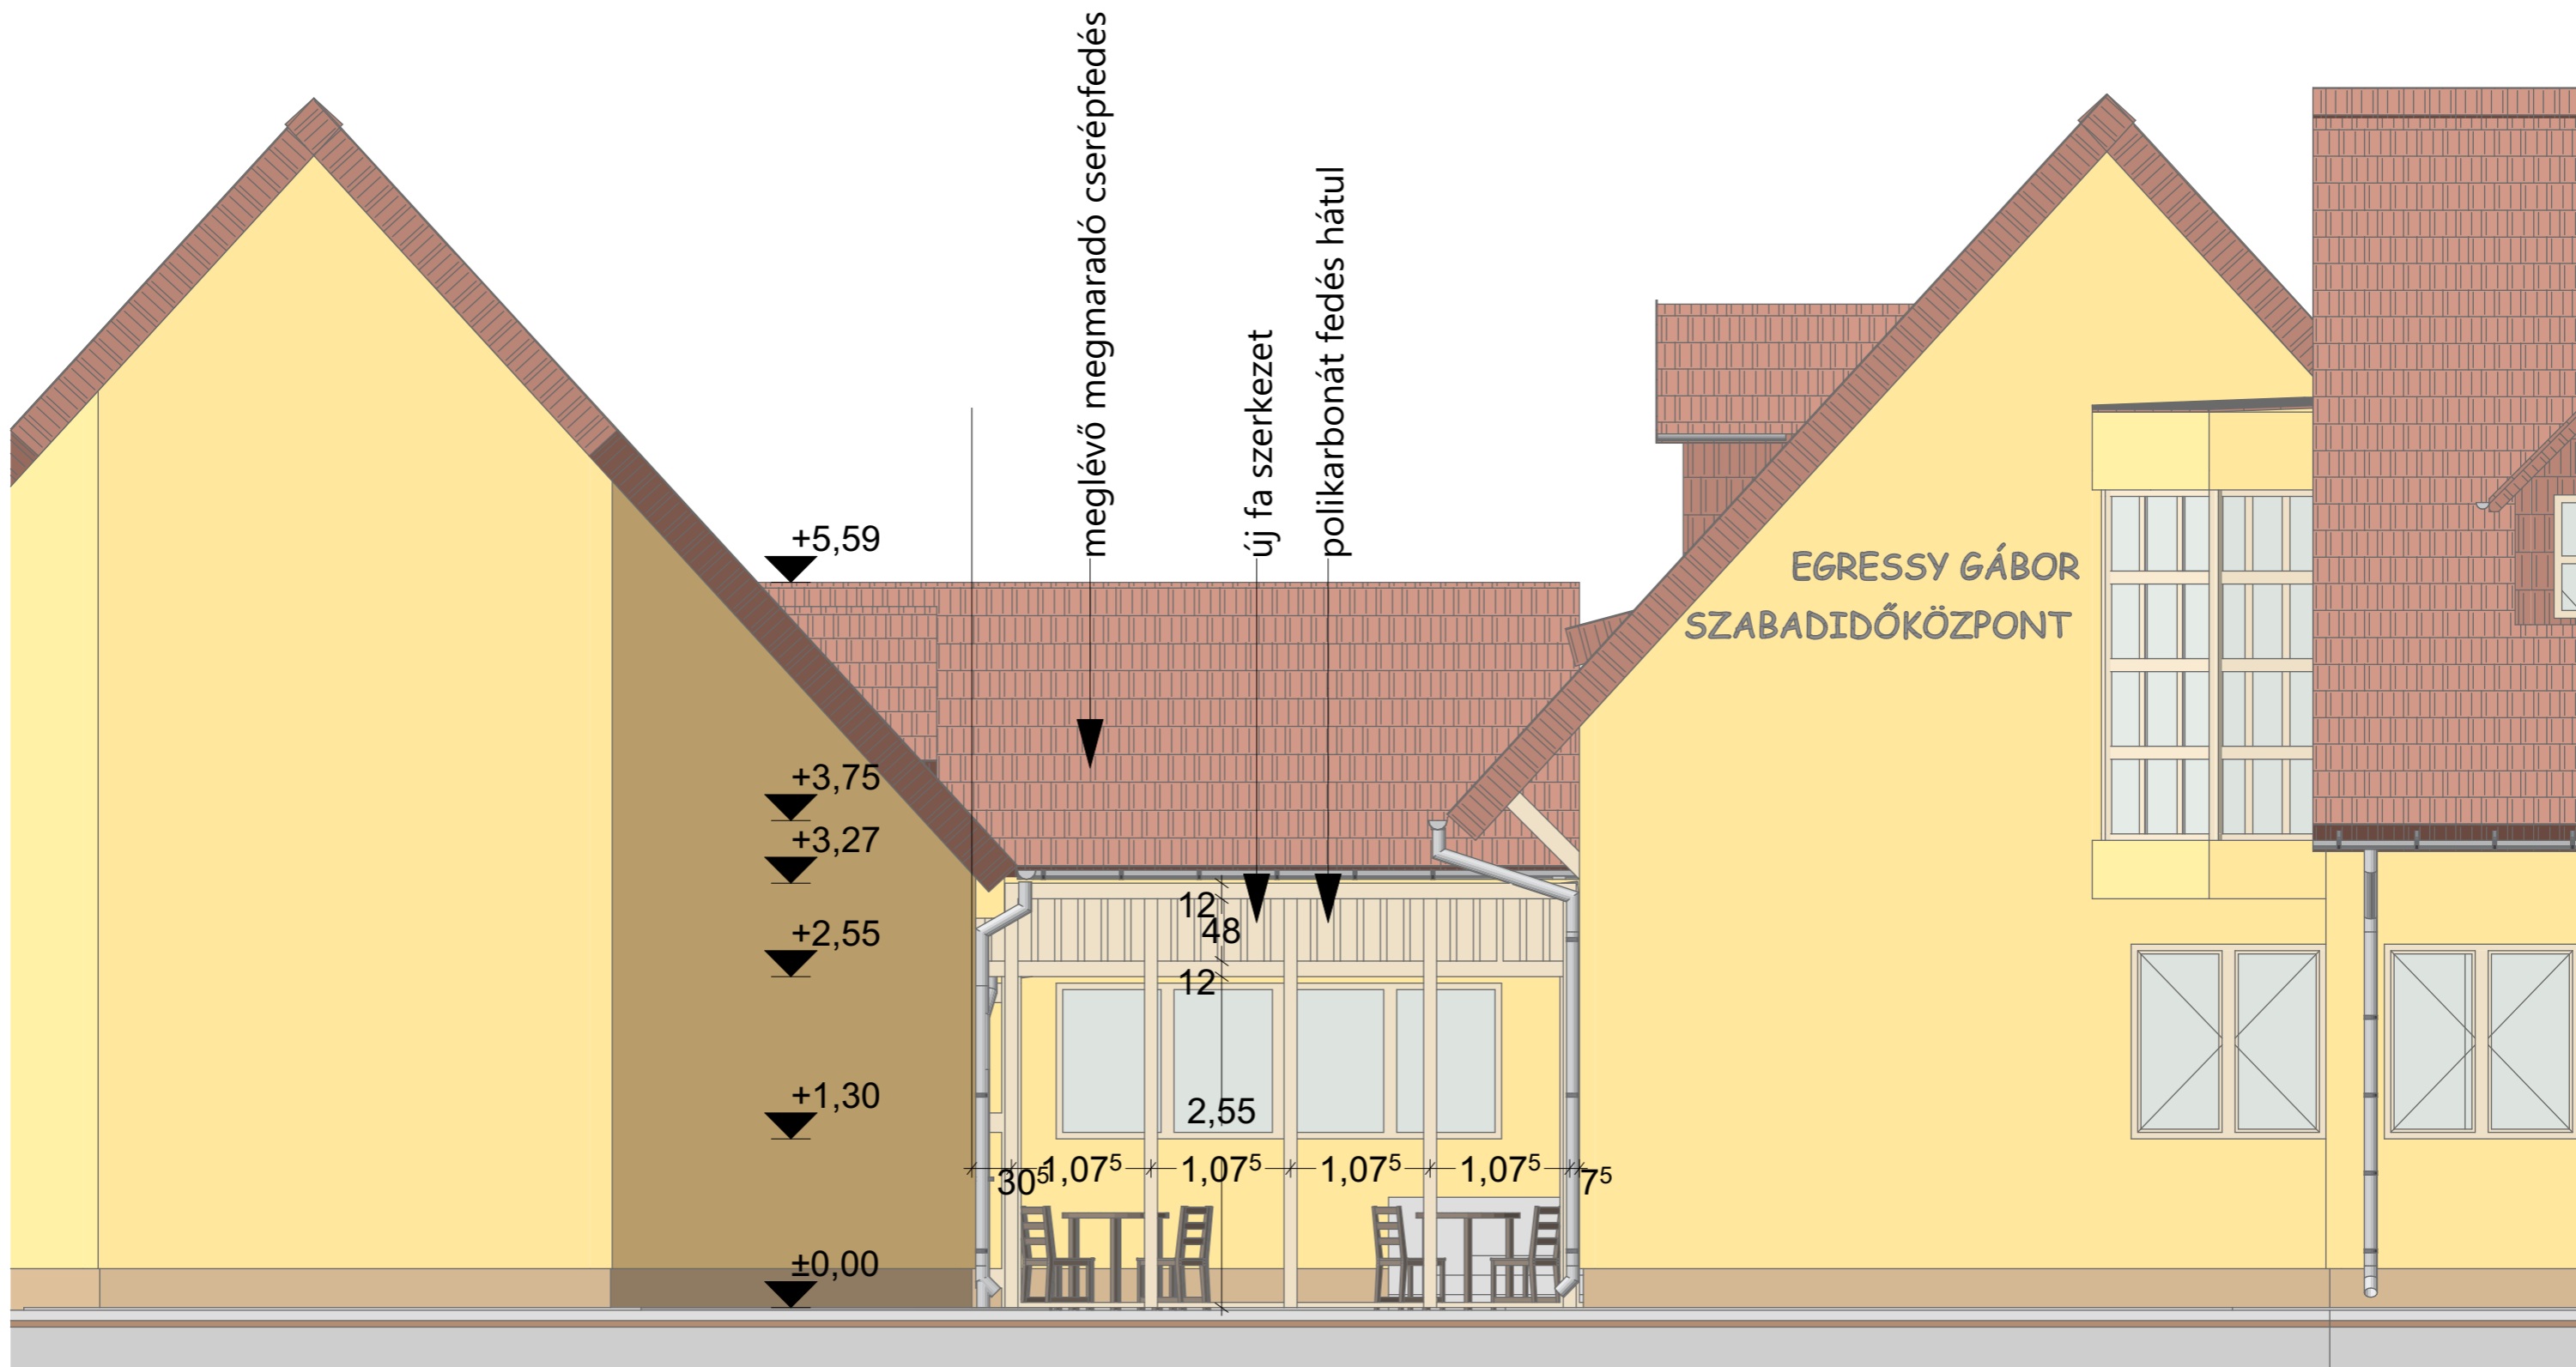 meglévő megmaradó cserépfedés
új fa szerkezet
polikarbonát fedés hátul
EGRESSY GÁBOR
SZABADIDŐKÖZPONT
+5,59
+3,75
+3,27
+2,55
+1,30
±0,00
12
48
12
2,55
30⁵ 1,07⁵ 1,07⁵ 1,07⁵ 1,07⁵ 7⁵